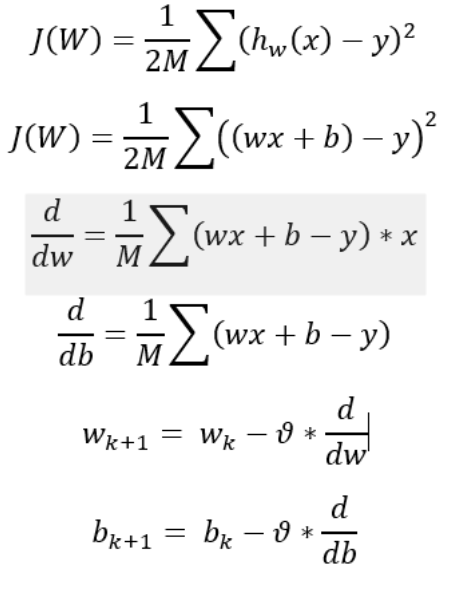 J(W) = 1/2M ∑(h_w(x) − y)²
J(W) = 1/2M ∑((wx + b) − y)²
d/dw = 1/M ∑(wx + b − y) * x
d/db = 1/M ∑(wx + b − y)
w_{k+1} = w_k − ϑ * d/dw
b_{k+1} = b_k − ϑ * d/db